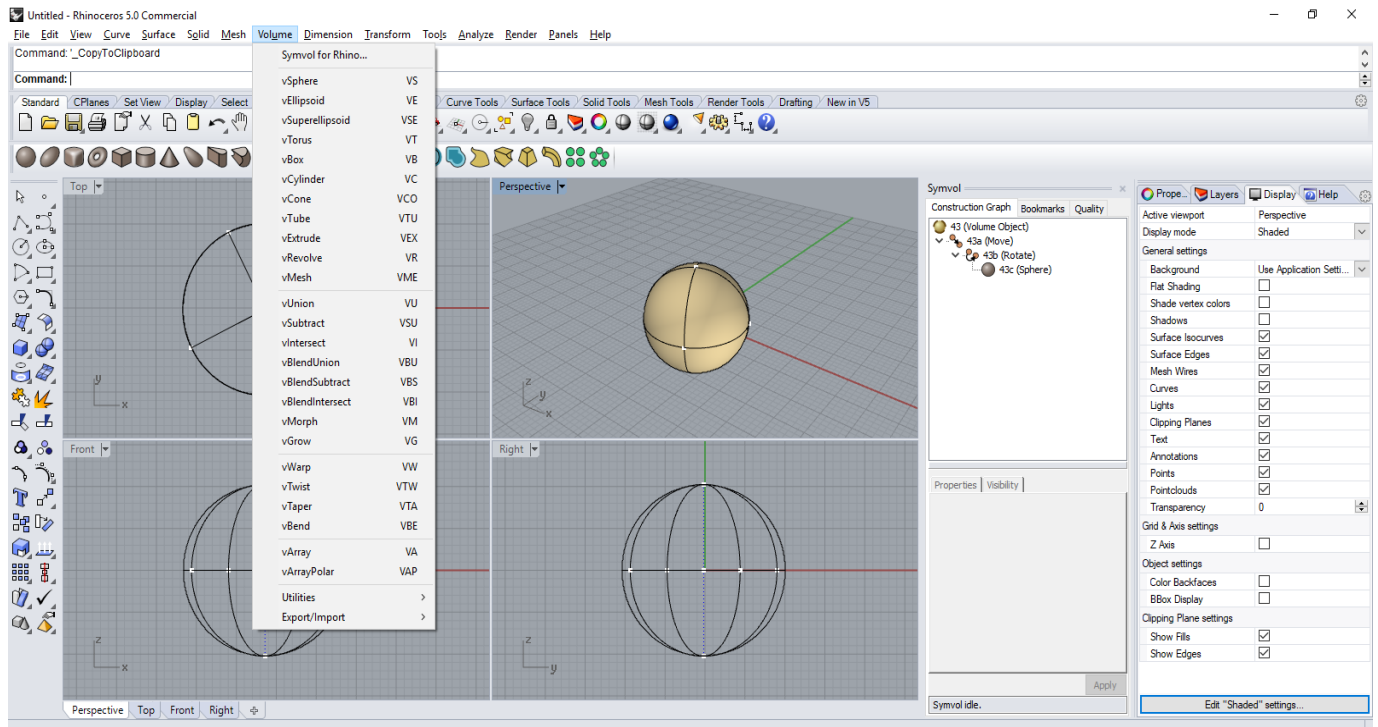 Untitled - Rhinoceros 5.0 Commercial
File Edit View Curve Surface Solid Mesh Volume Dimension Transform Tools Analyze Render Panels Help
Command: '_CopyToClipboard
Command:
Standard CPlanes Set View Display Select Curve Tools Surface Tools Solid Tools Mesh Tools Render Tools Drafting New in V5
Symvol for Rhino...
vSphere VS
vEllipsoid VE
vSuperellipsoid VSE
vTorus VT
vBox VB
vCylinder VC
vCone VCO
vTube VTU
vExtrude VEX
vRevolve VR
vMesh VME
vUnion VU
vSubtract VSU
vIntersect VI
vBlendUnion VBU
vBlendSubtract VBS
vBlendIntersect VBI
vMorph VM
vGrow VG
vWarp VW
vTwist VTW
vTaper VTA
vBend VBE
vArray VA
vArrayPolar VAP
Utilities
Export/Import
Top
y
x
Perspective
z
y
x
Front
z
x
Right
z
y
Perspective Top Front Right
Symvol
Construction Graph Bookmarks Quality
43 (Volume Object)
43a (Move)
43b (Rotate)
43c (Sphere)
Properties Visibility
Apply
Symvol idle.
Prope... Layers Display Help
Active viewport Perspective
Display mode Shaded
General settings
Background Use Application Setti...
Flat Shading
Shade vertex colors
Shadows
Surface Isocurves
Surface Edges
Mesh Wires
Curves
Lights
Clipping Planes
Text
Annotations
Points
Pointclouds
Transparency 0
Grid & Axis settings
Z Axis
Object settings
Color Backfaces
BBox Display
Clipping Plane settings
Show Fills
Show Edges
Edit "Shaded" settings...